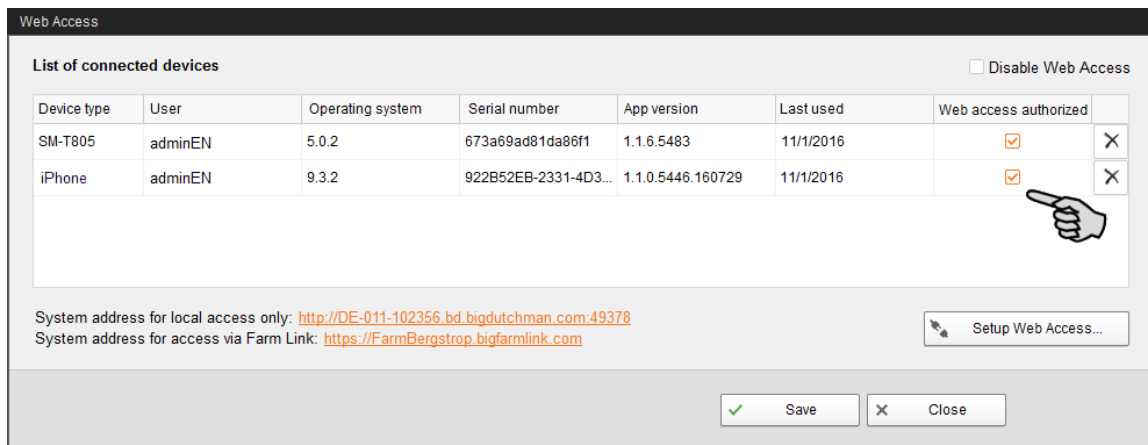 Web Access
List of connected devices Disable Web Access
Device type User Operating system Serial number App version Last used Web access authorized
SM-T805 adminEN 5.0.2 673a69ad81da86f1 1.1.6.5483 11/1/2016
iPhone adminEN 9.3.2 922B52EB-2331-4D3... 1.1.0.5446.160729 11/1/2016
System address for local access only: http://DE-011-102356.bd.bigdutchman.com:49378
System address for access via Farm Link: https://FarmBergstrop.bigfarmlink.com
Setup Web Access...
Save Close